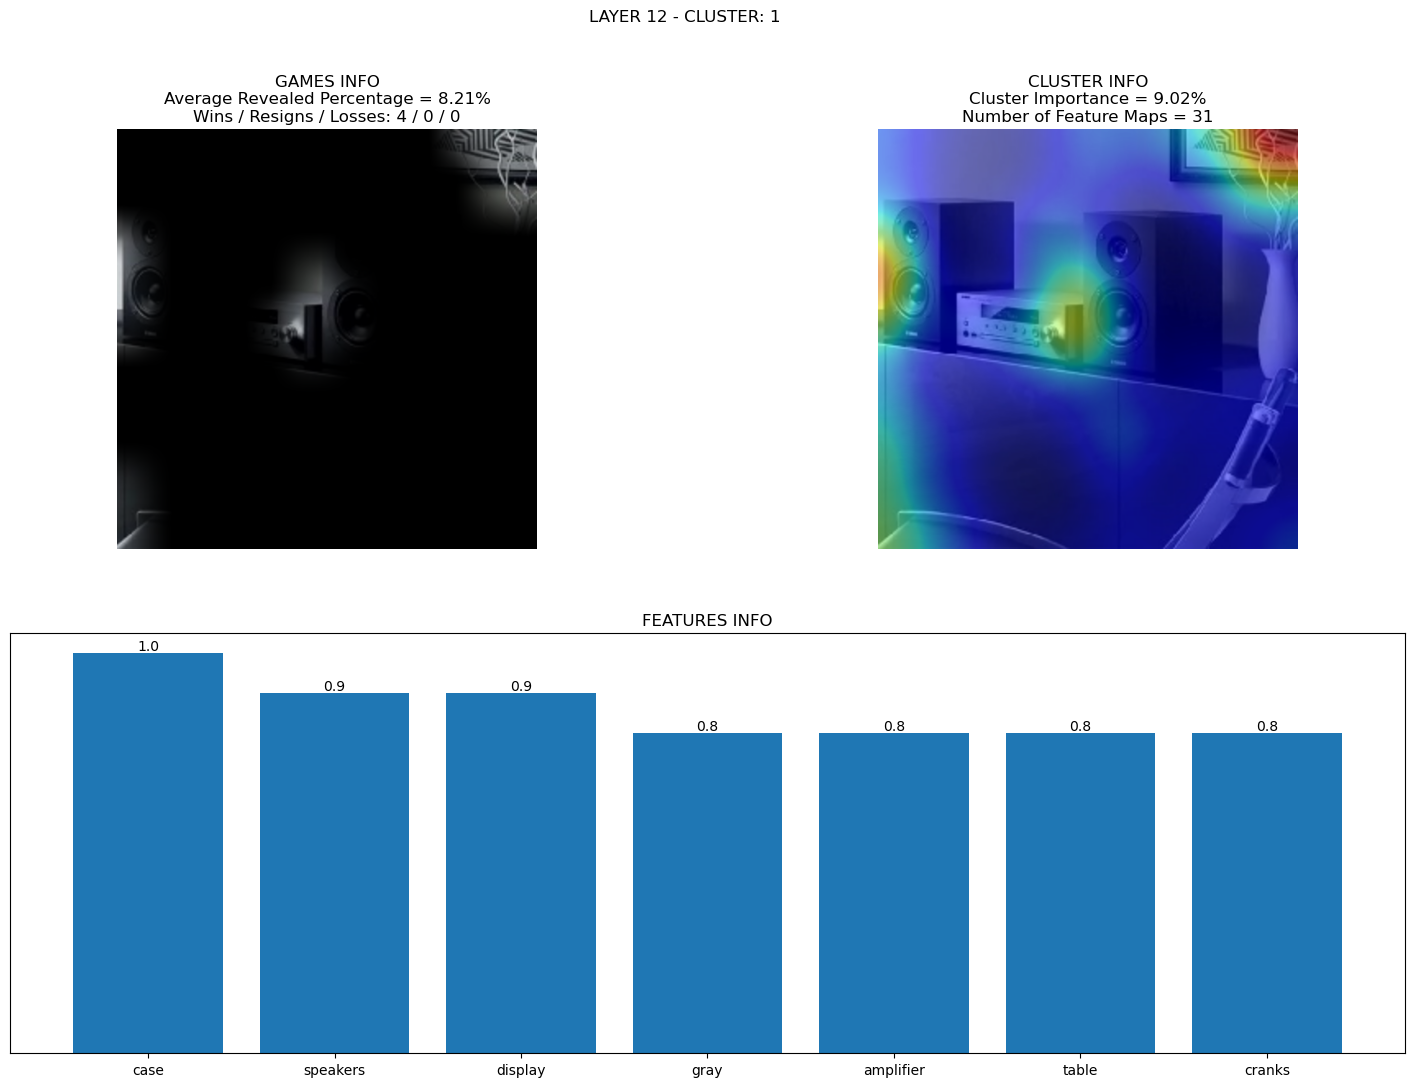 LAYER 12 - CLUSTER: 1
GAMES INFO
Average Revealed Percentage = 8.21%
Wins / Resigns / Losses: 4 / 0 / 0
CLUSTER INFO
Cluster Importance = 9.02%
Number of Feature Maps = 31
FEATURES INFO
1.0
0.9
0.9
0.8
0.8
0.8
0.8
case
speakers
display
gray
amplifier
table
cranks